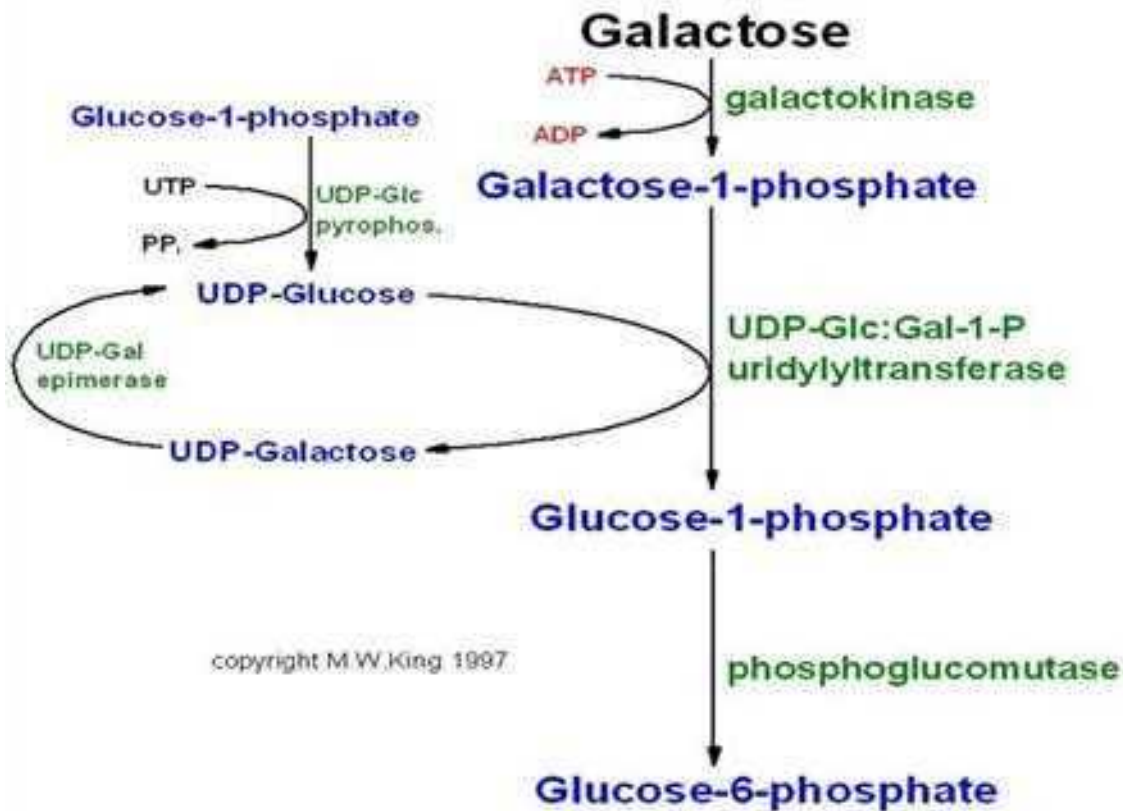 Galactose
ATP
galactokinase
ADP
Glucose-1-phosphate
Galactose-1-phosphate
UTP
UDP-Glc
pyrophos.
PPi
UDP-Glucose
UDP-Glc:Gal-1-P
uridylyltransferase
UDP-Gal
epimerase
UDP-Galactose
Glucose-1-phosphate
copyright M.W.King 1997
phosphoglucomutase
Glucose-6-phosphate